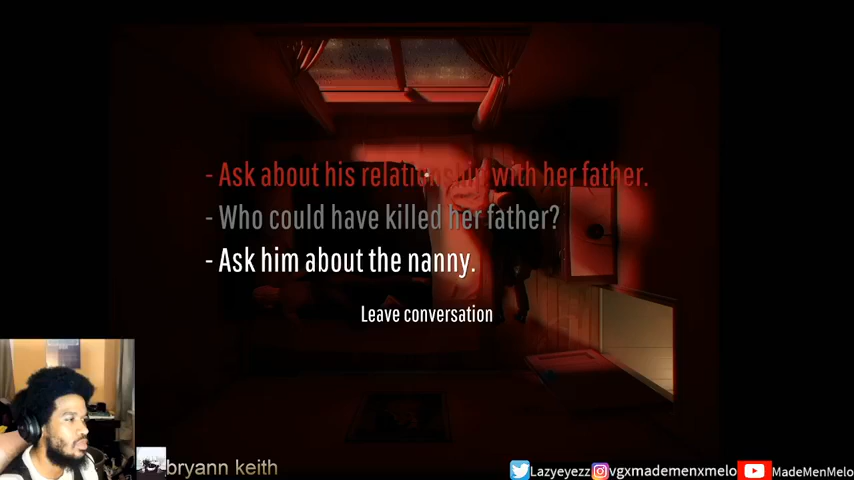 - Ask about his relationship with her father.
- Who could have killed her father?
- Ask him about the nanny.
Leave conversation
bryann keith
Lazyeyezz vgxmademenxmelo MadeMenMelo